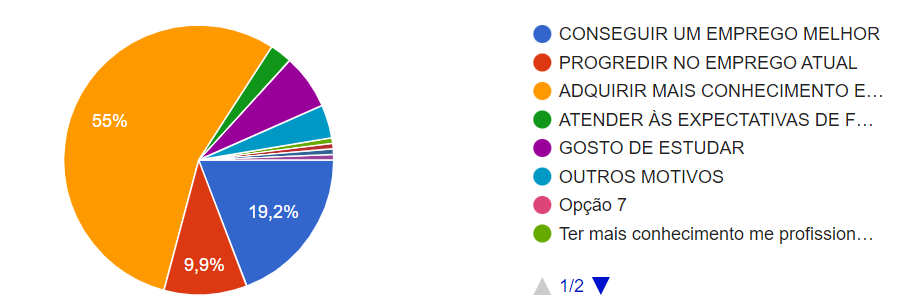 55%
19,2%
9,9%
CONSEGUIR UM EMPREGO MELHOR
PROGREDIR NO EMPREGO ATUAL
ADQUIRIR MAIS CONHECIMENTO E…
ATENDER ÀS EXPECTATIVAS DE F…
GOSTO DE ESTUDAR
OUTROS MOTIVOS
Opção 7
Ter mais conhecimento me profission…
1/2